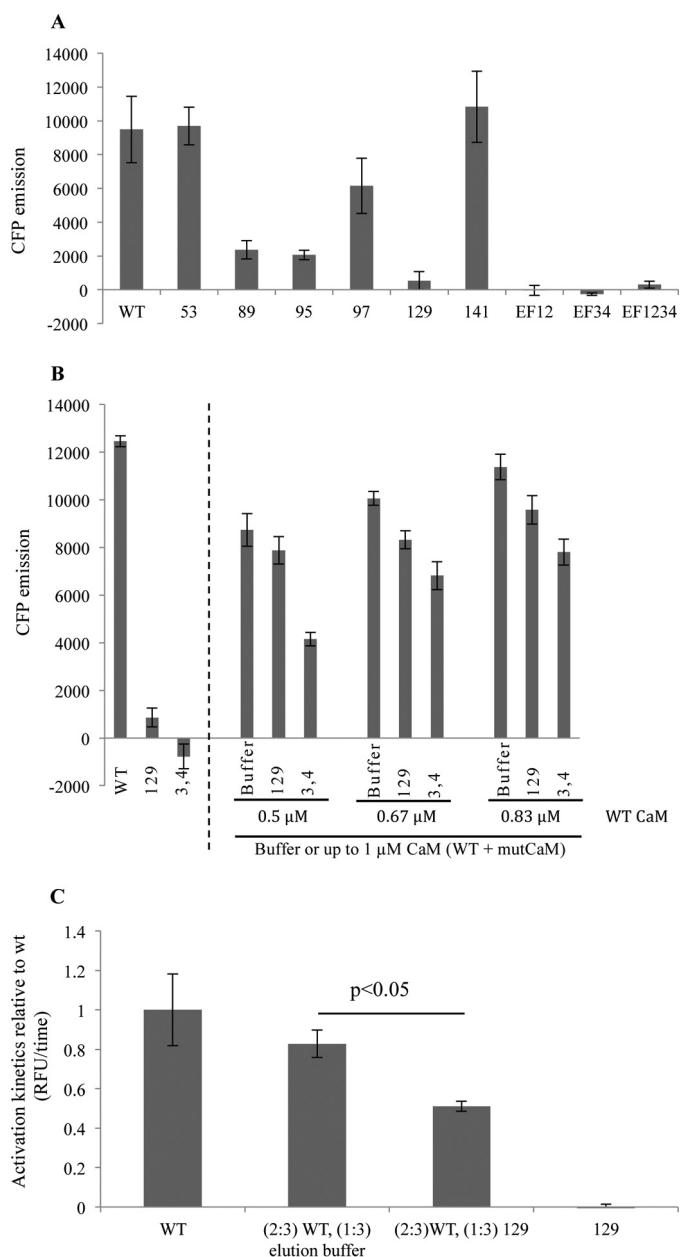 A
CFP emission
14000
12000
10000
8000
6000
4000
2000
0
-2000
WT 53 89 95 97 129 141 EF12 EF34 EF1234
B
CFP emission
14000
12000
10000
8000
6000
4000
2000
0
-2000
WT 129 3,4 Buffer 129 3,4 Buffer 129 3,4 Buffer 129 3,4
0.5 µM 0.67 µM 0.83 µM WT CaM
Buffer or up to 1 µM CaM (WT + mutCaM)
C
Activation kinetics relative to wt
(RFU/time)
1.4
1.2
1
0.8
0.6
0.4
0.2
0
p<0.05
WT (2:3) WT, (1:3) (2:3)WT, (1:3) 129 129
elution buffer